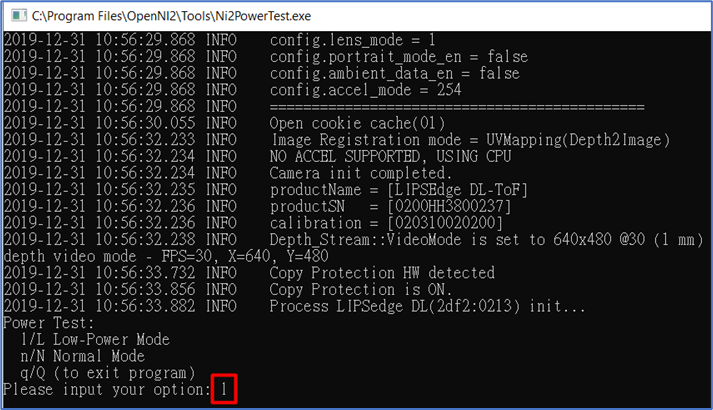 C:\Program Files\OpenNI2\Tools\Ni2PowerTest.exe
2019-12-31 10:56:29.868 INFO    config.lens_mode = 1
2019-12-31 10:56:29.868 INFO    config.portrait_mode_en = false
2019-12-31 10:56:29.868 INFO    config.ambient_data_en = false
2019-12-31 10:56:29.868 INFO    config.accel_mode = 254
2019-12-31 10:56:29.868 INFO    =============================================
2019-12-31 10:56:30.055 INFO    Open cookie cache(01)
2019-12-31 10:56:32.233 INFO    Image Registration mode = UVMapping(Depth2Image)
2019-12-31 10:56:32.234 INFO    NO ACCEL SUPPORTED, USING CPU
2019-12-31 10:56:32.234 INFO    Camera init completed.
2019-12-31 10:56:32.235 INFO    productName = [LIPSEdge DL-ToF]
2019-12-31 10:56:32.236 INFO    productSN   = [0200HH3800237]
2019-12-31 10:56:32.236 INFO    calibration = [020310020200]
2019-12-31 10:56:32.238 INFO    Depth_Stream::VideoMode is set to 640x480 @30 (1 mm)
depth video mode - FPS=30, X=640, Y=480
2019-12-31 10:56:33.732 INFO    Copy Protection HW detected
2019-12-31 10:56:33.856 INFO    Copy Protection is ON.
2019-12-31 10:56:33.882 INFO    Process LIPSedge DL(2df2:0213) init...
Power Test:
  l/L Low-Power Mode
  n/N Normal Mode
  q/Q (to exit program)
Please input your option: l